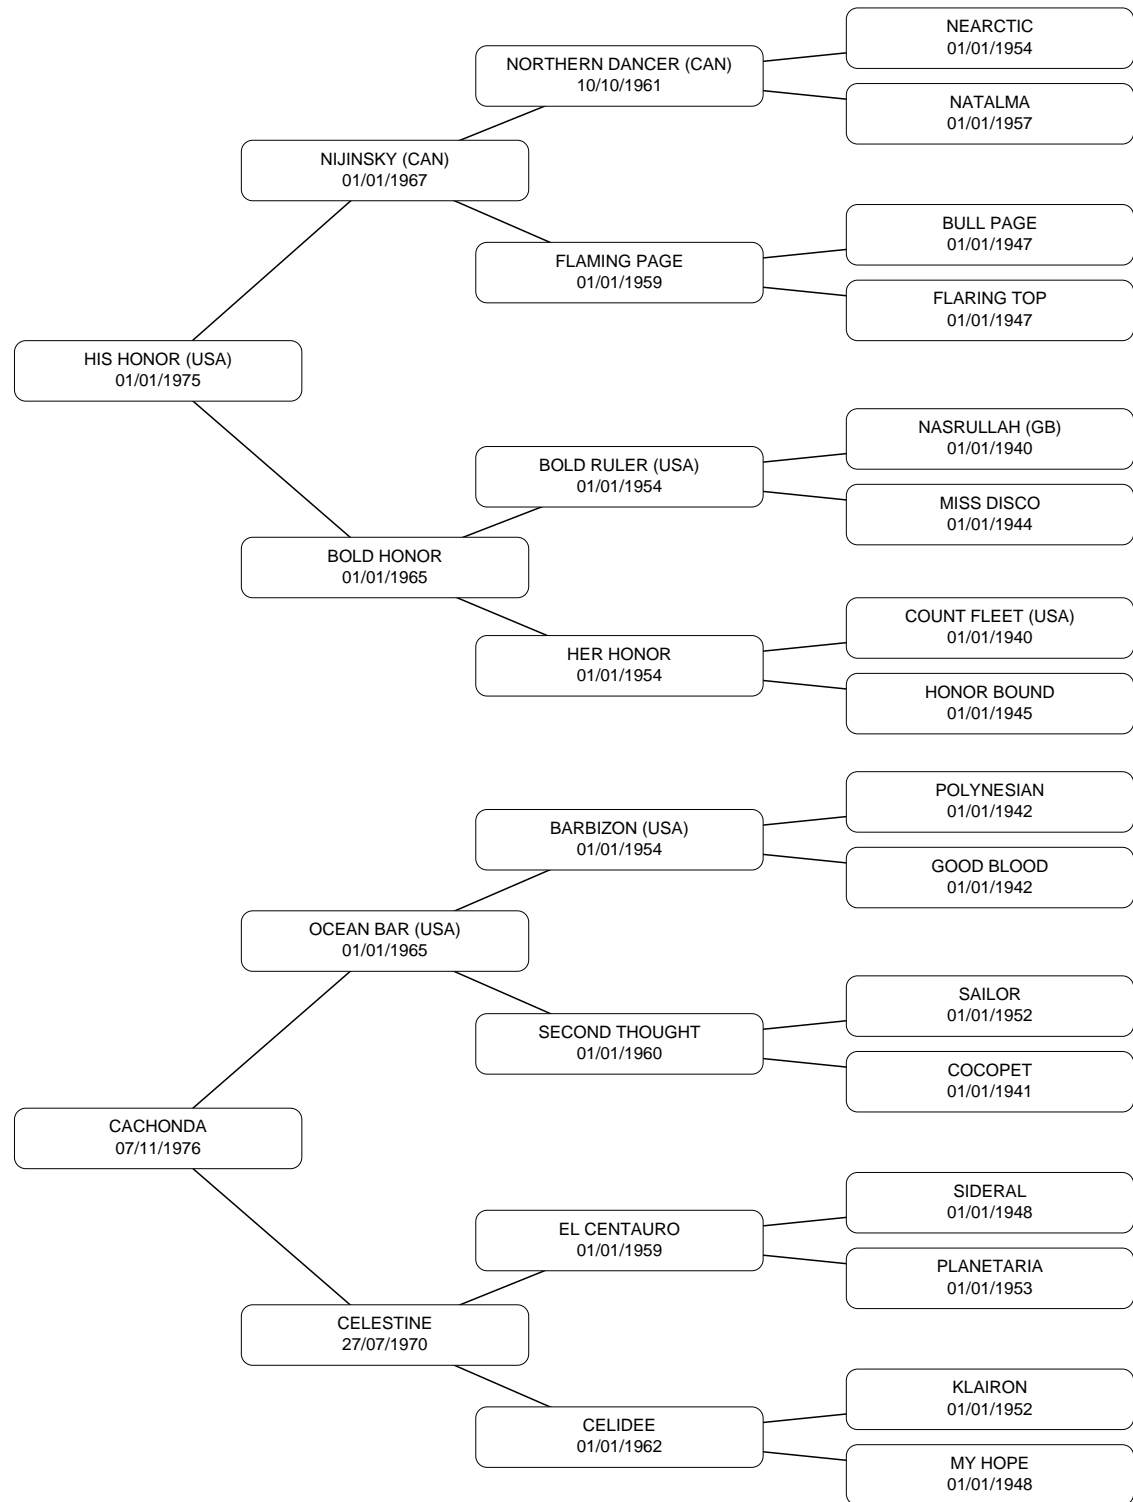 NEARCTIC
01/01/1954
NORTHERN DANCER (CAN)
10/10/1961
NATALMA
01/01/1957
NIJINSKY (CAN)
01/01/1967
BULL PAGE
01/01/1947
FLAMING PAGE
01/01/1959
FLARING TOP
01/01/1947
HIS HONOR (USA)
01/01/1975
NASRULLAH (GB)
01/01/1940
BOLD RULER (USA)
01/01/1954
MISS DISCO
01/01/1944
BOLD HONOR
01/01/1965
COUNT FLEET (USA)
01/01/1940
HER HONOR
01/01/1954
HONOR BOUND
01/01/1945
POLYNESIAN
01/01/1942
BARBIZON (USA)
01/01/1954
GOOD BLOOD
01/01/1942
OCEAN BAR (USA)
01/01/1965
SAILOR
01/01/1952
SECOND THOUGHT
01/01/1960
COCOPET
01/01/1941
CACHONDA
07/11/1976
SIDERAL
01/01/1948
EL CENTAURO
01/01/1959
PLANETARIA
01/01/1953
CELESTINE
27/07/1970
KLAIRON
01/01/1952
CELIDEE
01/01/1962
MY HOPE
01/01/1948